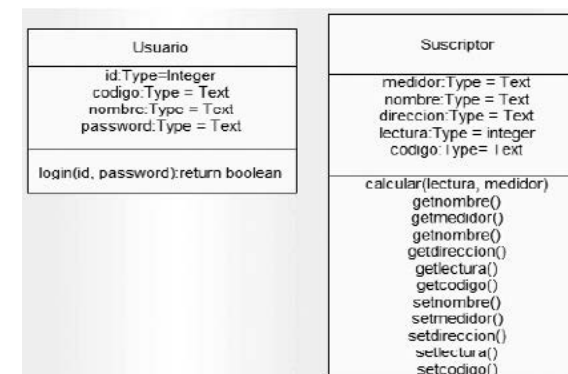 Usuario
id:Type=Integer
codigo:Type = Text
nombre:Type = Text
password:Type = Text
login(id, password):return boolean
Suscriptor
medidor:Type = Text
nombre:Type = Text
direccion:Type = Text
lectura:Type = integer
codigo:Type= Text
calcular(lectura, medidor)
getnombre()
getmedidor()
getnombre()
getdireccion()
getlectura()
getcodigo()
setnombre()
setmedidor()
setdireccion()
setlectura()
setcodigo()